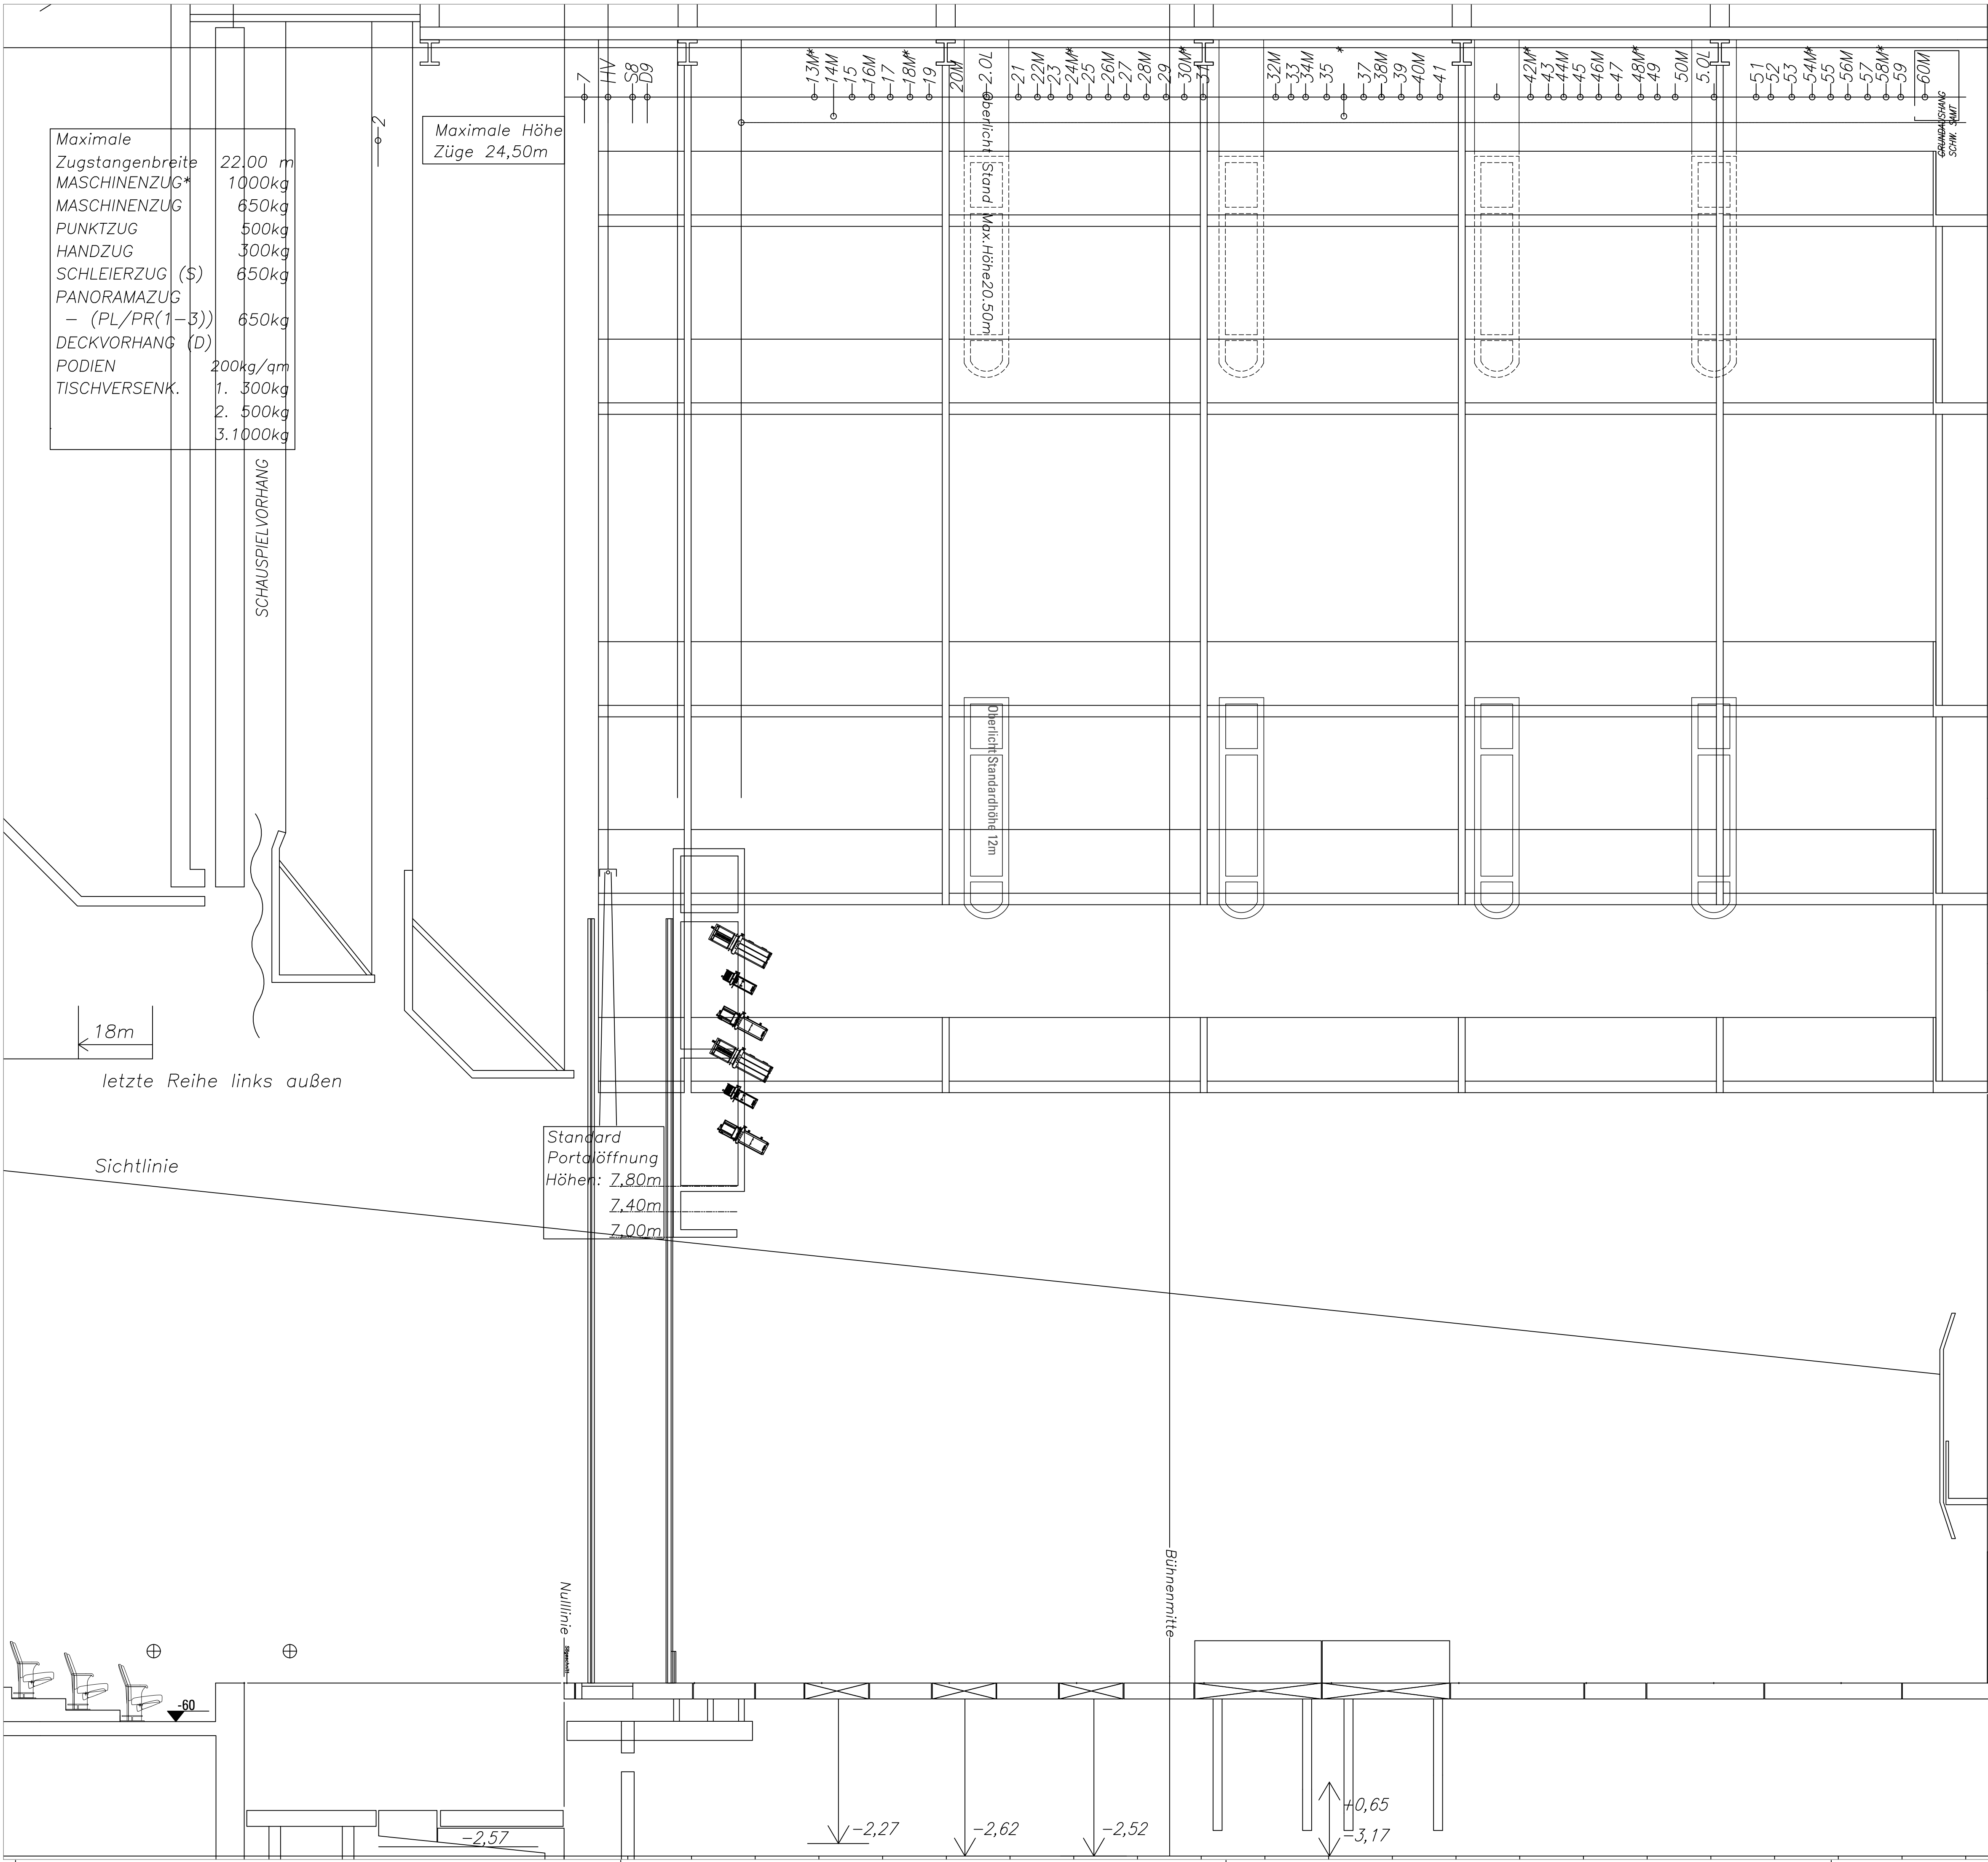 7
HV
S8
D9
13M*
14M
15
16M
17
18M*
19
20M
2.OL
21
22M
23
24M*
25
26M
27
28M
29
30M*
31
32M
33
34M
35
*
37
38M
39
40M
41
42M*
43
44M
45
46M
47
48M*
49
50M
5.OL
51
52
53
54M*
55
56M
57
58M*
59
60M
GRUNDAUSHANG
SCHW. SAMT
2
Maximale Höhe
Züge 24,50m
Maximale
Zugstangenbreite 22.00 m
MASCHINENZUG* 1000kg
MASCHINENZUG 650kg
PUNKTZUG 500kg
HANDZUG 300kg
SCHLEIERZUG (S) 650kg
PANORAMAZUG
- (PL/PR(1-3)) 650kg
DECKVORHANG (D)
PODIEN 200kg/qm
TISCHVERSENK. 1. 300kg
2. 500kg
3.1000kg
Oberlicht Stand Max.Höhe20.50m
SCHAUSPIELVORHANG
Oberlicht Standardhöhe 12m
18m
letzte Reihe links außen
Sichtlinie
Standard
Portalöffnung
Höhen: 7,80m
7,40m
7,00m
Nulllinie
Bühnenmitte
-60
-2,57
-2,27
-2,62
-2,52
+0,65
-3,17